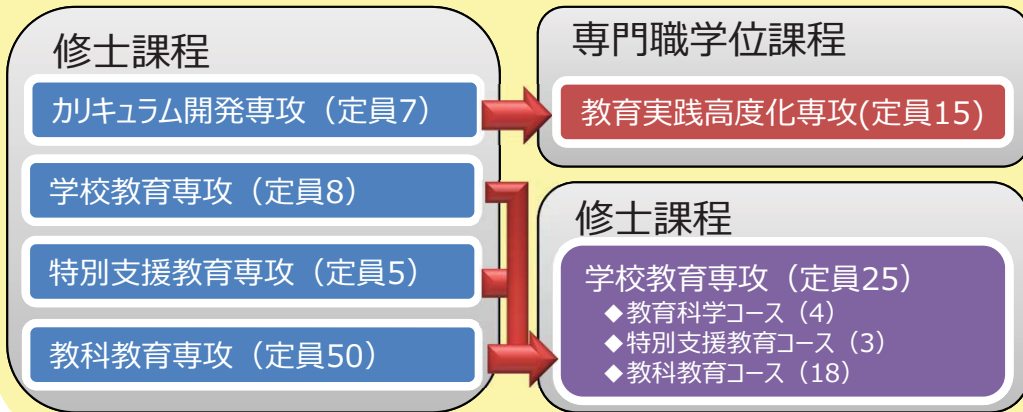 修士課程
カリキュラム開発専攻（定員7）
学校教育専攻（定員8）
特別支援教育専攻（定員5）
教科教育専攻（定員50）
専門職学位課程
教育実践高度化専攻(定員15)
修士課程
学校教育専攻（定員25）
◆教育科学コース（4）
◆特別支援教育コース（3）
◆教科教育コース（18）